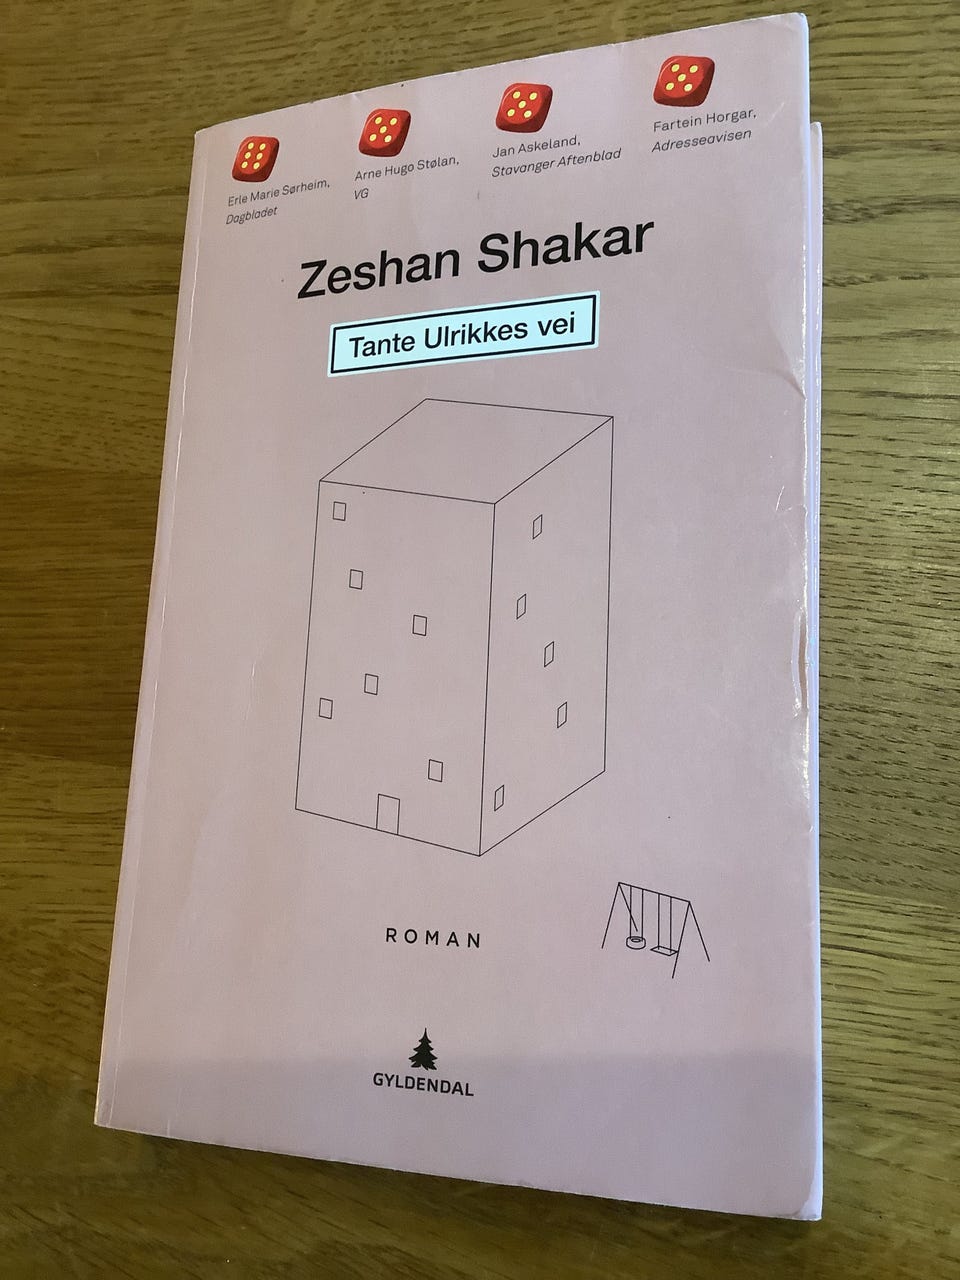 Erle Marie Sørheim,
Dagbladet
Arne Hugo Stølan,
VG
Jan Askeland,
Stavanger Aftenblad
Fartein Horgar,
Adresseavisen
Zeshan Shakar
Tante Ulrikkes vei
ROMAN
GYLDENDAL